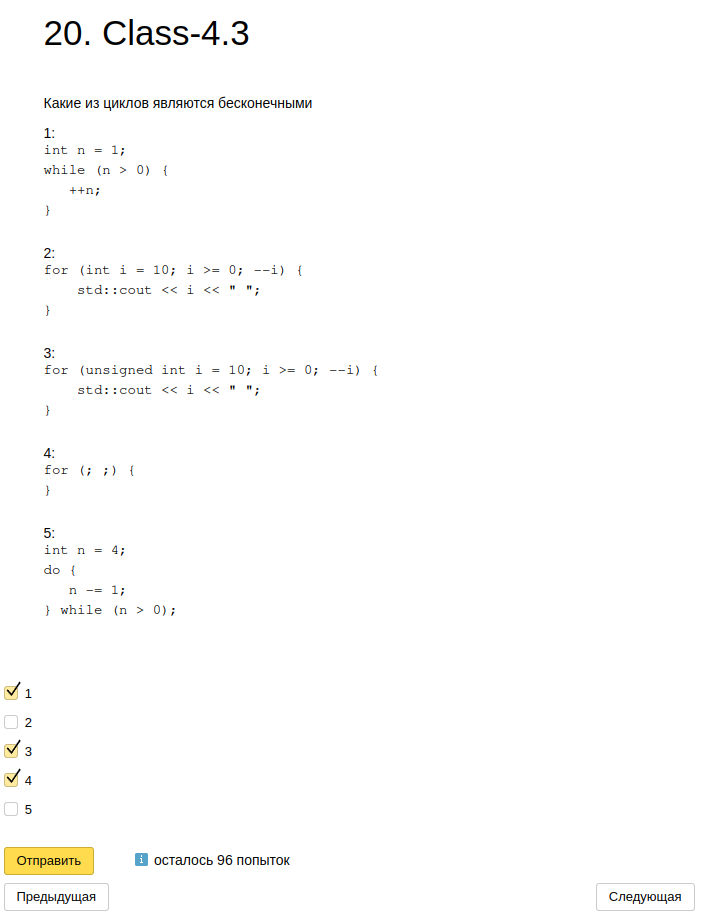 20. Class-4.3
Какие из циклов являются бесконечными
1:
int n = 1;
while (n > 0) {
   ++n;
}
2:
for (int i = 10; i >= 0; --i) {
    std::cout << i << " ";
}
3:
for (unsigned int i = 10; i >= 0; --i) {
    std::cout << i << " ";
}
4:
for (; ;) {
}
5:
int n = 4;
do {
   n -= 1;
} while (n > 0);
1
2
3
4
5
Отправить i осталось 96 попыток
Предыдущая Следующая